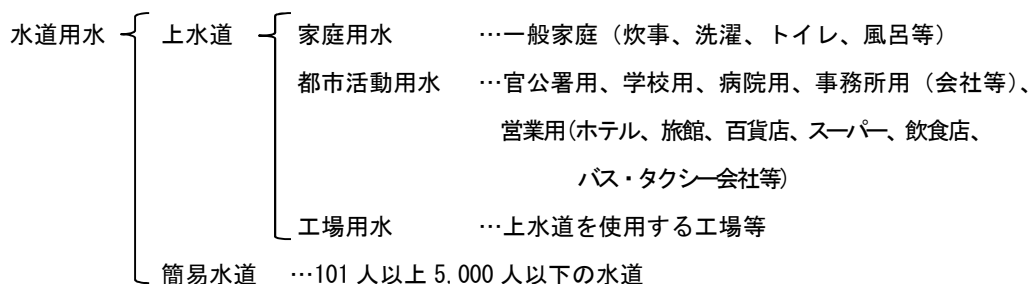 水道用水 上水道 家庭用水 …一般家庭（炊事、洗濯、トイレ、風呂等）
都市活動用水 …官公署用、学校用、病院用、事務所用（会社等）、
営業用(ホテル、旅館、百貨店、スーパー、飲食店、
バス・タクシー会社等)
工場用水 …上水道を使用する工場等
簡易水道 …101 人以上 5,000 人以下の水道